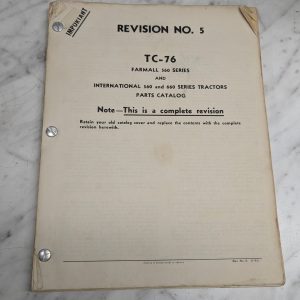 IMPORTANT
REVISION NO. 5
TC-76
FARMALL 560 SERIES
AND
INTERNATIONAL 560 and 660 SERIES TRACTORS
PARTS CATALOG
Note—This is a complete revision
Retain your old catalog cover and replace the contents with the complete
revision herewith.